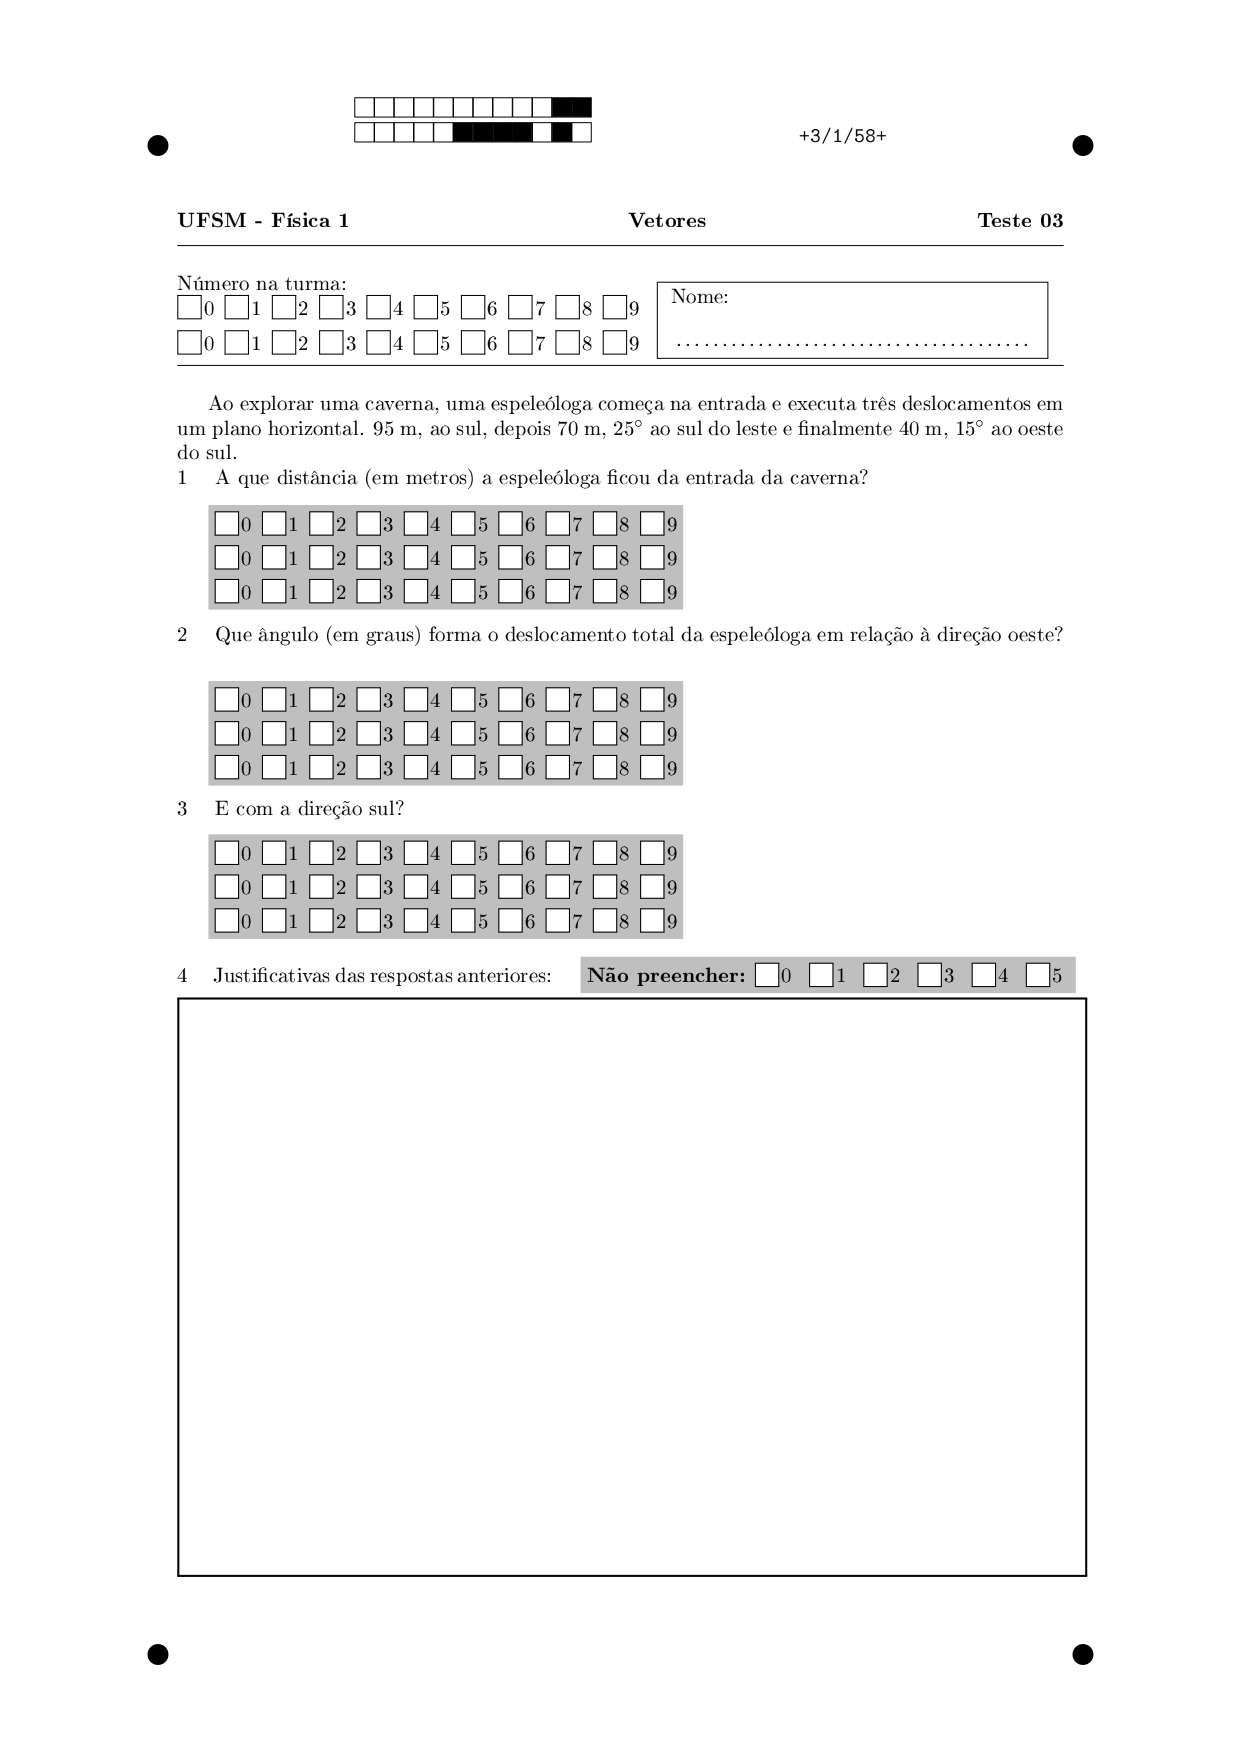 +3/1/58+
UFSM - Física 1 Vetores Teste 03
Número na turma:
0 1 2 3 4 5 6 7 8 9
0 1 2 3 4 5 6 7 8 9
Nome:
......................................
Ao explorar uma caverna, uma espeleóloga começa na entrada e executa três deslocamentos em
um plano horizontal. 95 m, ao sul, depois 70 m, 25° ao sul do leste e finalmente 40 m, 15° ao oeste
do sul.
1 A que distância (em metros) a espeleóloga ficou da entrada da caverna?
0 1 2 3 4 5 6 7 8 9
0 1 2 3 4 5 6 7 8 9
0 1 2 3 4 5 6 7 8 9
2 Que ângulo (em graus) forma o deslocamento total da espeleóloga em relação à direção oeste?
0 1 2 3 4 5 6 7 8 9
0 1 2 3 4 5 6 7 8 9
0 1 2 3 4 5 6 7 8 9
3 E com a direção sul?
0 1 2 3 4 5 6 7 8 9
0 1 2 3 4 5 6 7 8 9
0 1 2 3 4 5 6 7 8 9
4 Justificativas das respostas anteriores: Não preencher: 0 1 2 3 4 5